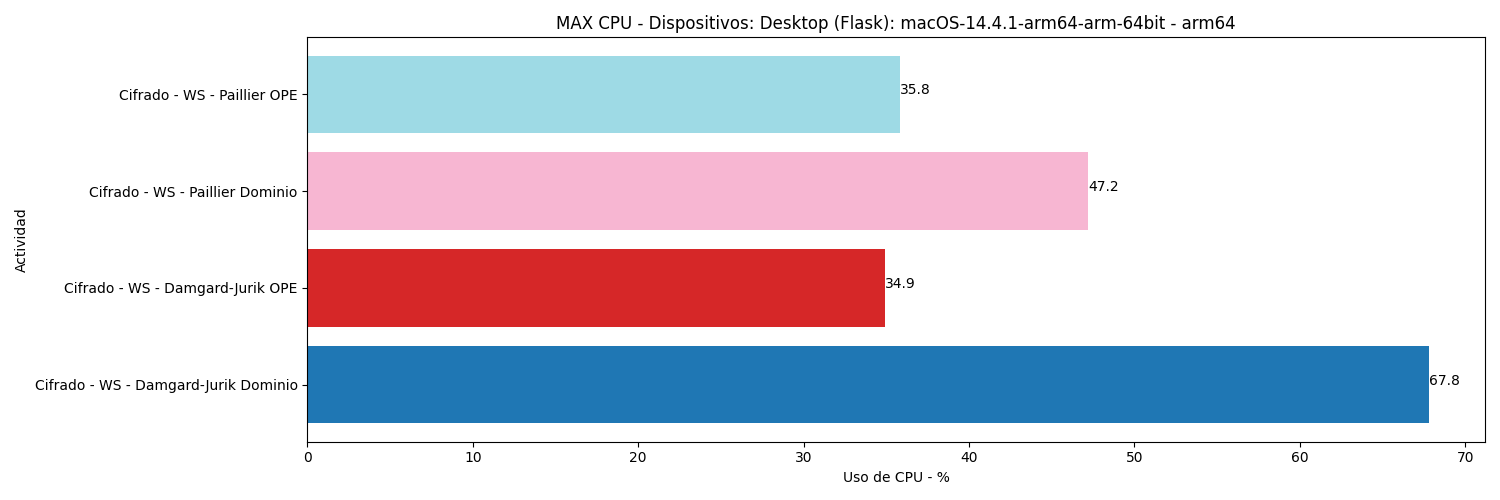 MAX CPU - Dispositivos: Desktop (Flask): macOS-14.4.1-arm64-arm-64bit - arm64
Cifrado - WS - Paillier OPE
35.8
Cifrado - WS - Paillier Dominio
47.2
Actividad
Cifrado - WS - Damgard-Jurik OPE
34.9
Cifrado - WS - Damgard-Jurik Dominio
67.8
0 10 20 30 40 50 60 70
Uso de CPU - %